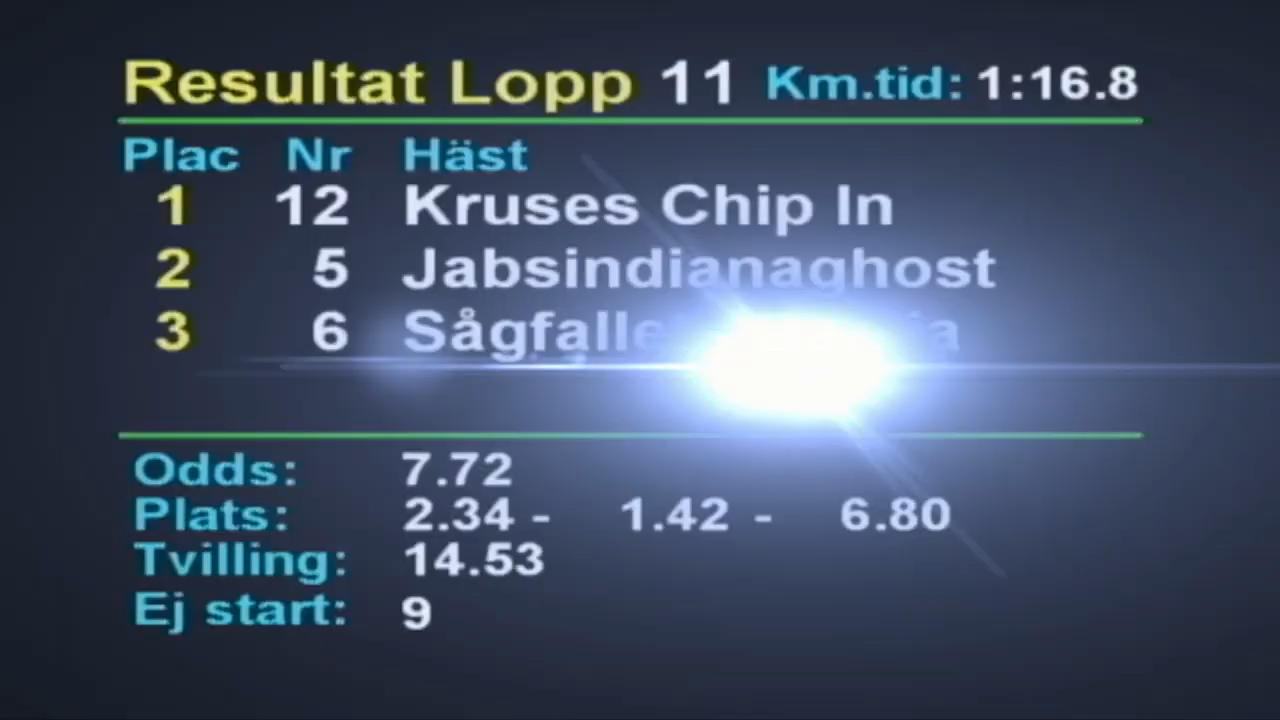 Resultat Lopp 11 Km.tid: 1:16.8
Plac Nr Häst
1 12 Kruses Chip In
2 5 Jabsindianaghost
3 6
Odds: 7.72
Plats: 2.34 - 1.42 - 6.80
Tvilling: 14.53
Ej start: 9